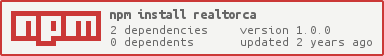 npm npm install realtorca
2 dependencies version 1.0.0
0 dependents updated 2 years ago